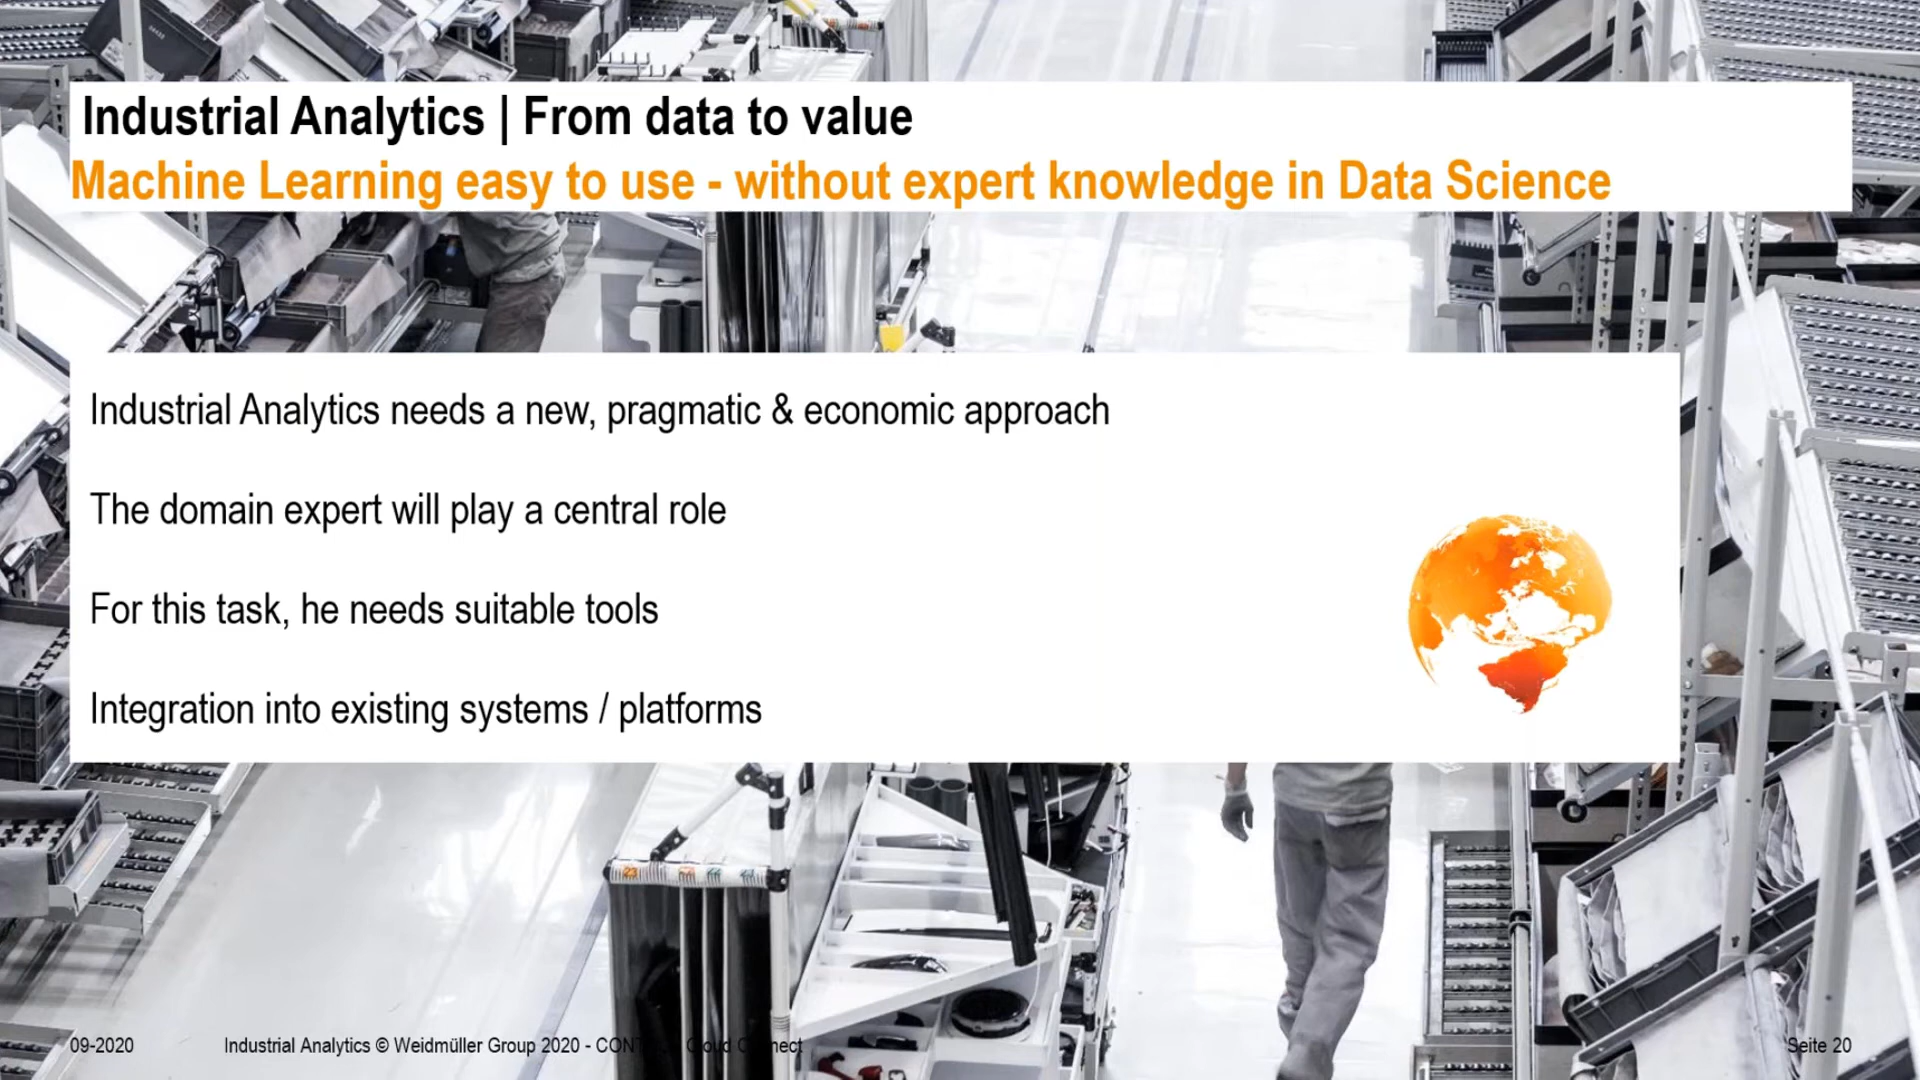 Industrial Analytics | From data to value
Machine Learning easy to use - without expert knowledge in Data Science
Industrial Analytics needs a new, pragmatic & economic approach
The domain expert will play a central role
For this task, he needs suitable tools
Integration into existing systems / platforms
23
09-2020 Industrial Analytics © Weidmüller Group 2020 - Seite 20